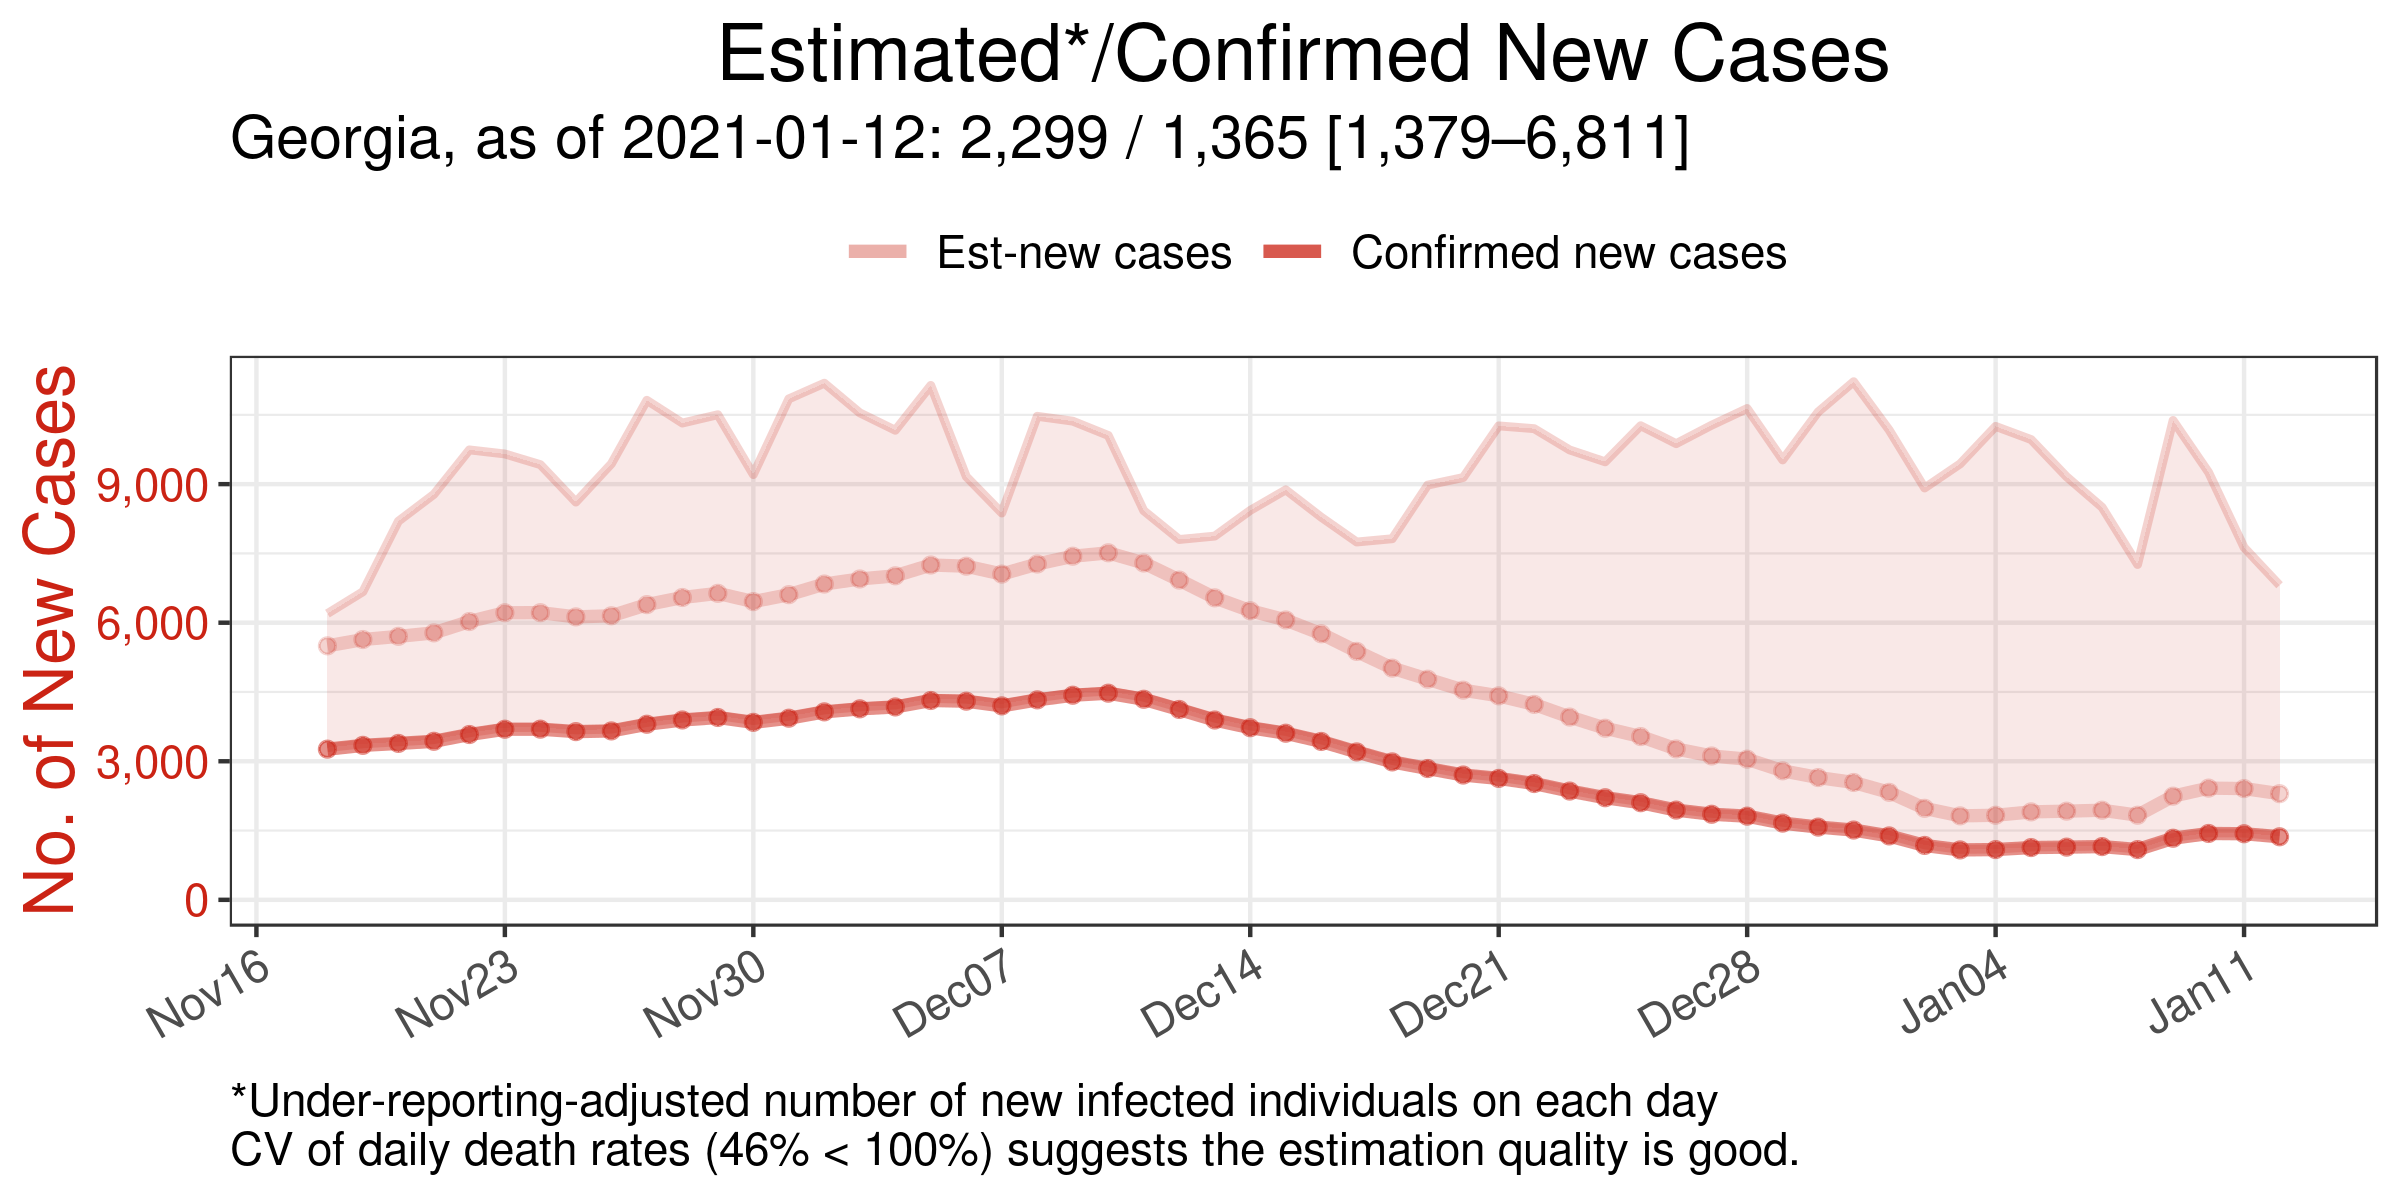 Estimated*/Confirmed New Cases
Georgia, as of 2021-01-12: 2,299 / 1,365 [1,379–6,811]
Est-new cases
Confirmed new cases
No. of New Cases
9,000
6,000
3,000
0
Nov16
Nov23
Nov30
Dec07
Dec14
Dec21
Dec28
Jan04
Jan11
*Under-reporting-adjusted number of new infected individuals on each day
CV of daily death rates (46% < 100%) suggests the estimation quality is good.